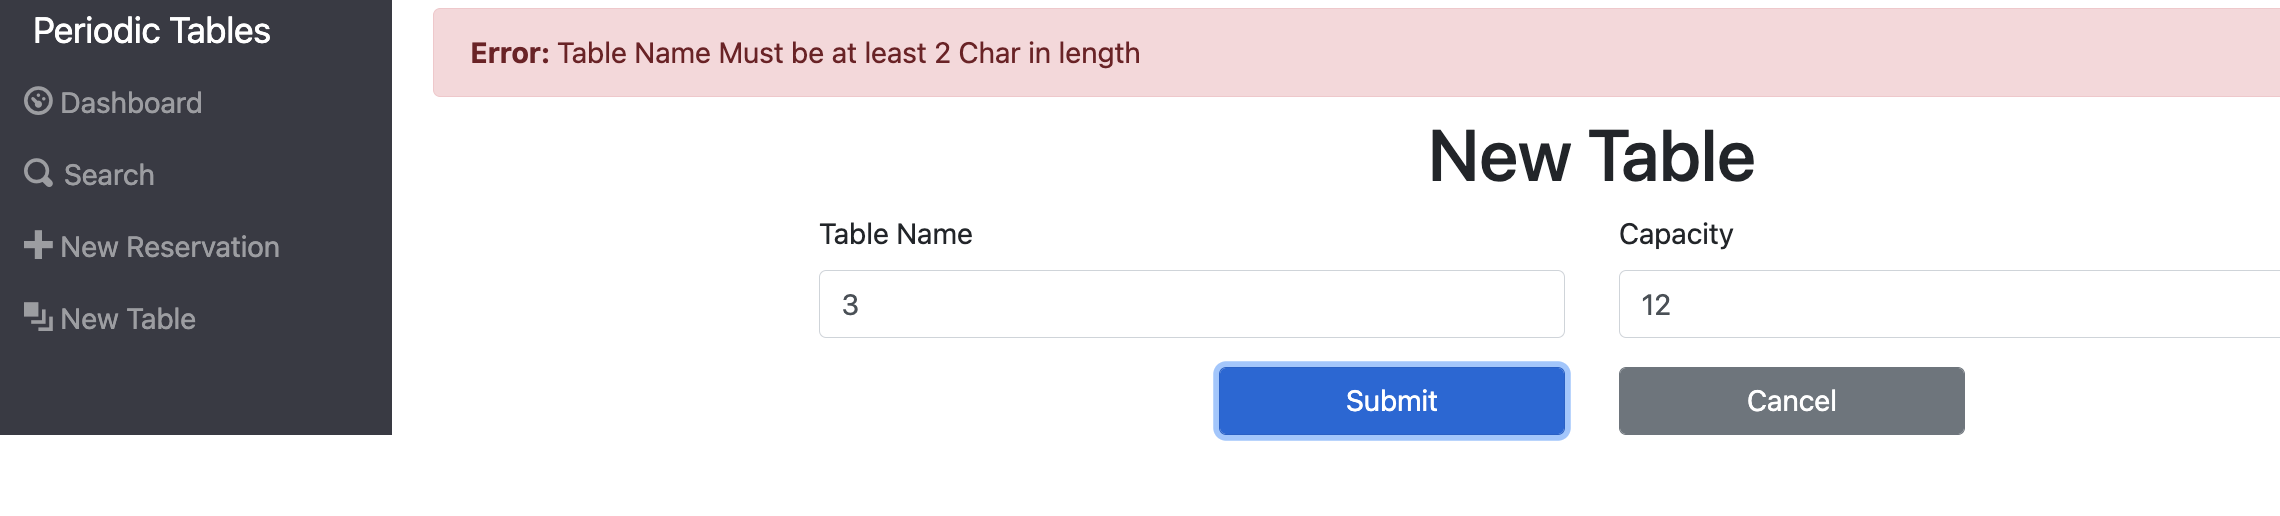 Periodic Tables
Dashboard
Search
New Reservation
New Table
Error: Table Name Must be at least 2 Char in length
New Table
Table Name
Capacity
3
12
Submit
Cancel